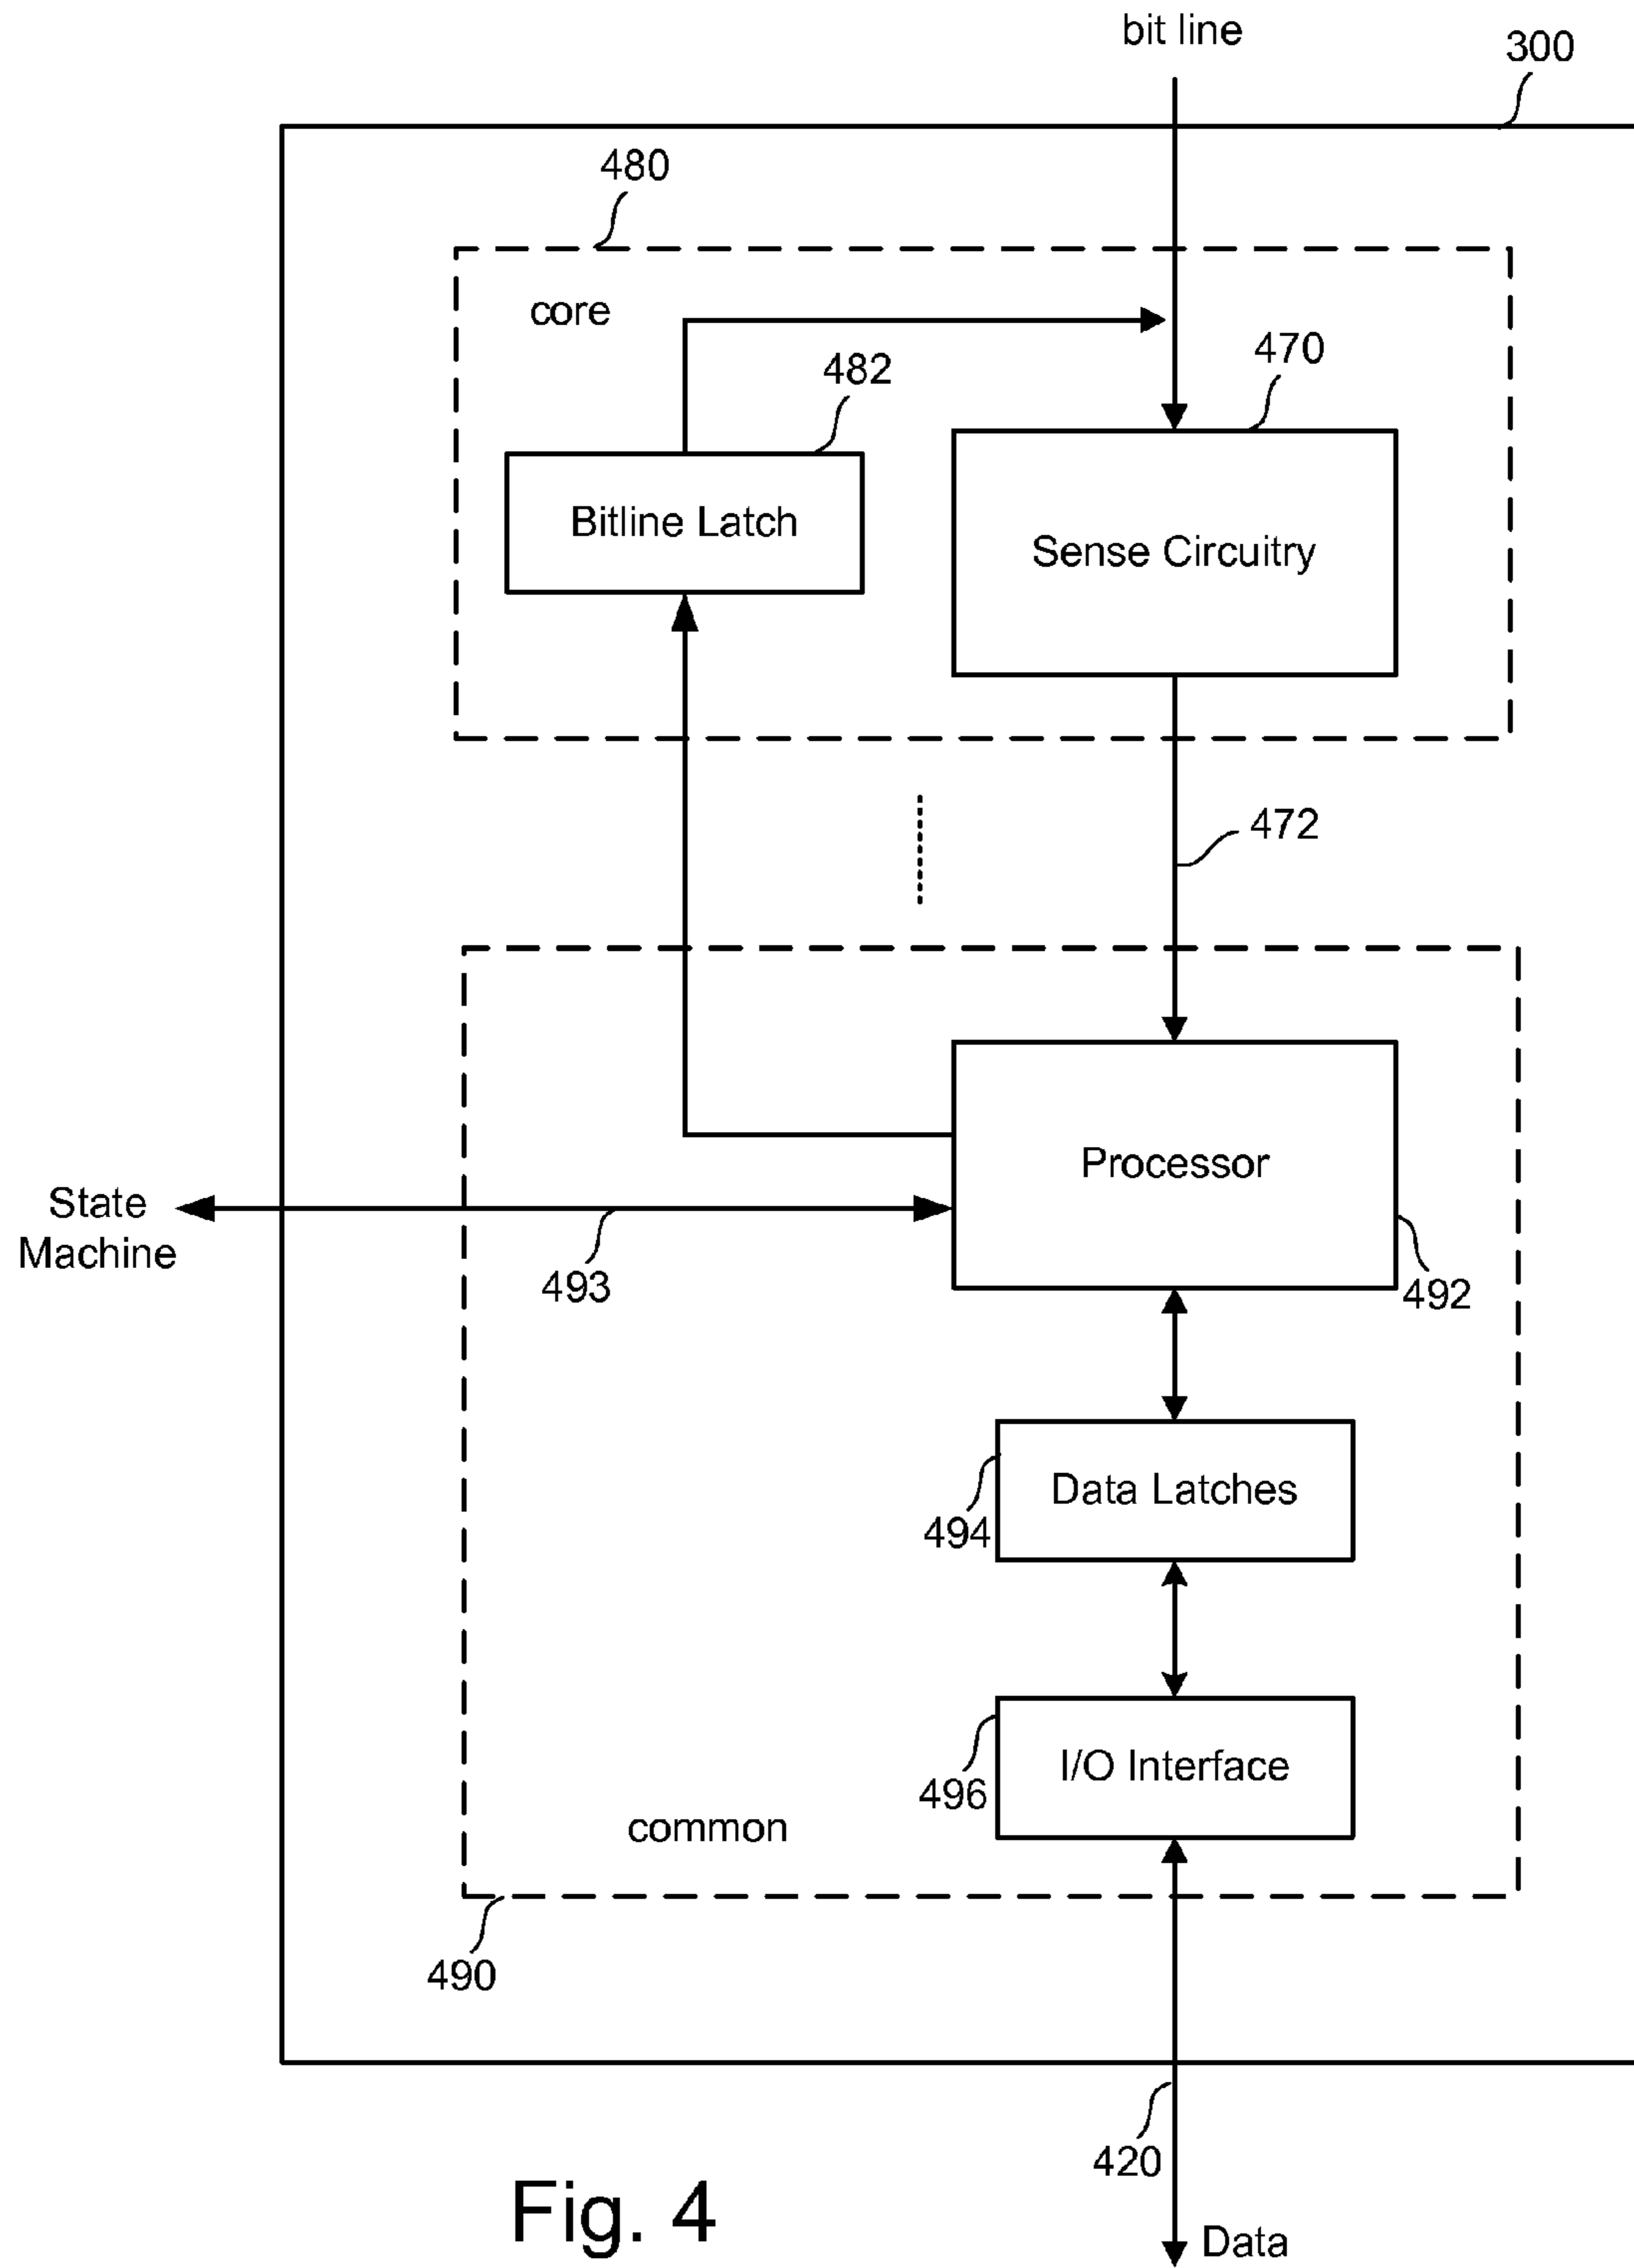 bit line
300
480
core
470
482
Bitline Latch
Sense Circuitry
472
Processor
State
Machine
493
492
Data Latches
494
I/O Interface
496
common
490
420
Fig. 4
Data